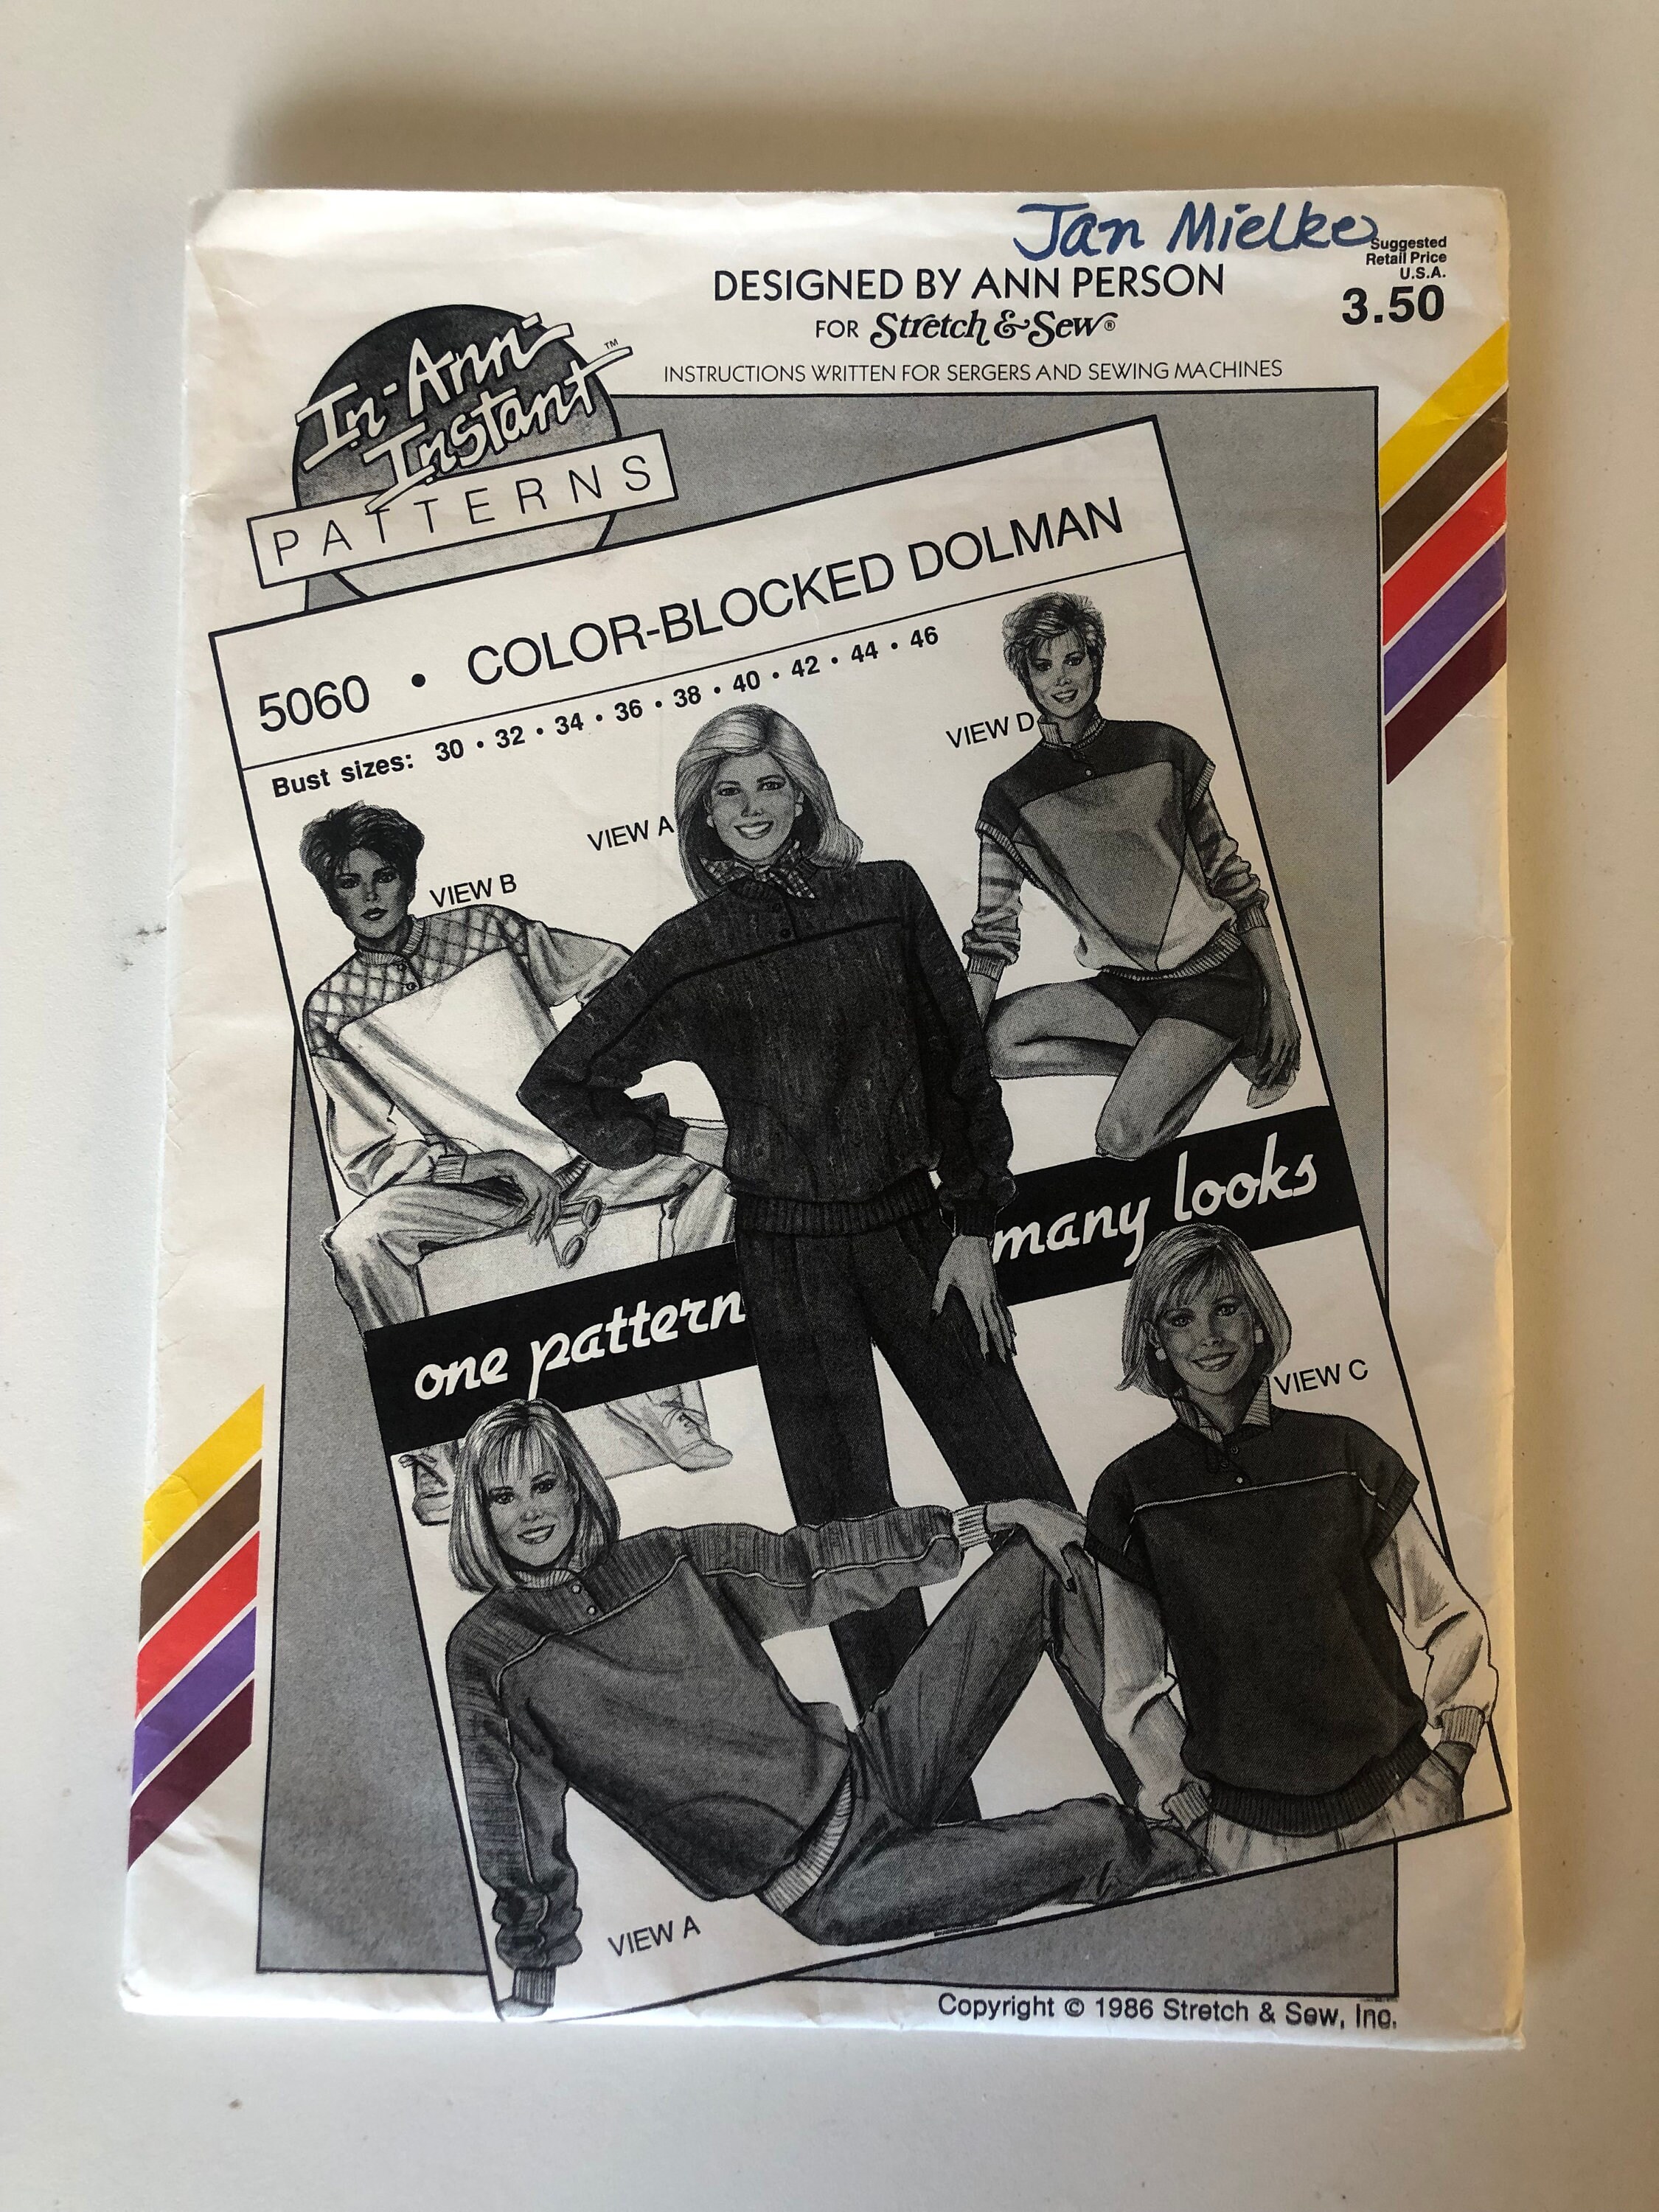 Jan Mielke
Suggested
Retail Price
U.S.A.
3.50
DESIGNED BY ANN PERSON
FOR Stretch & Sew®
INSTRUCTIONS WRITTEN FOR SERGERS AND SEWING MACHINES
In-Ann-
Instant™
PATTERNS
5060 • COLOR-BLOCKED DOLMAN
Bust sizes: 30 • 32 • 34 • 36 • 38 • 40 • 42 • 44 • 46
VIEW D
VIEW A
VIEW B
many looks
one pattern
VIEW C
VIEW A
Copyright © 1986 Stretch & Sew, Inc.